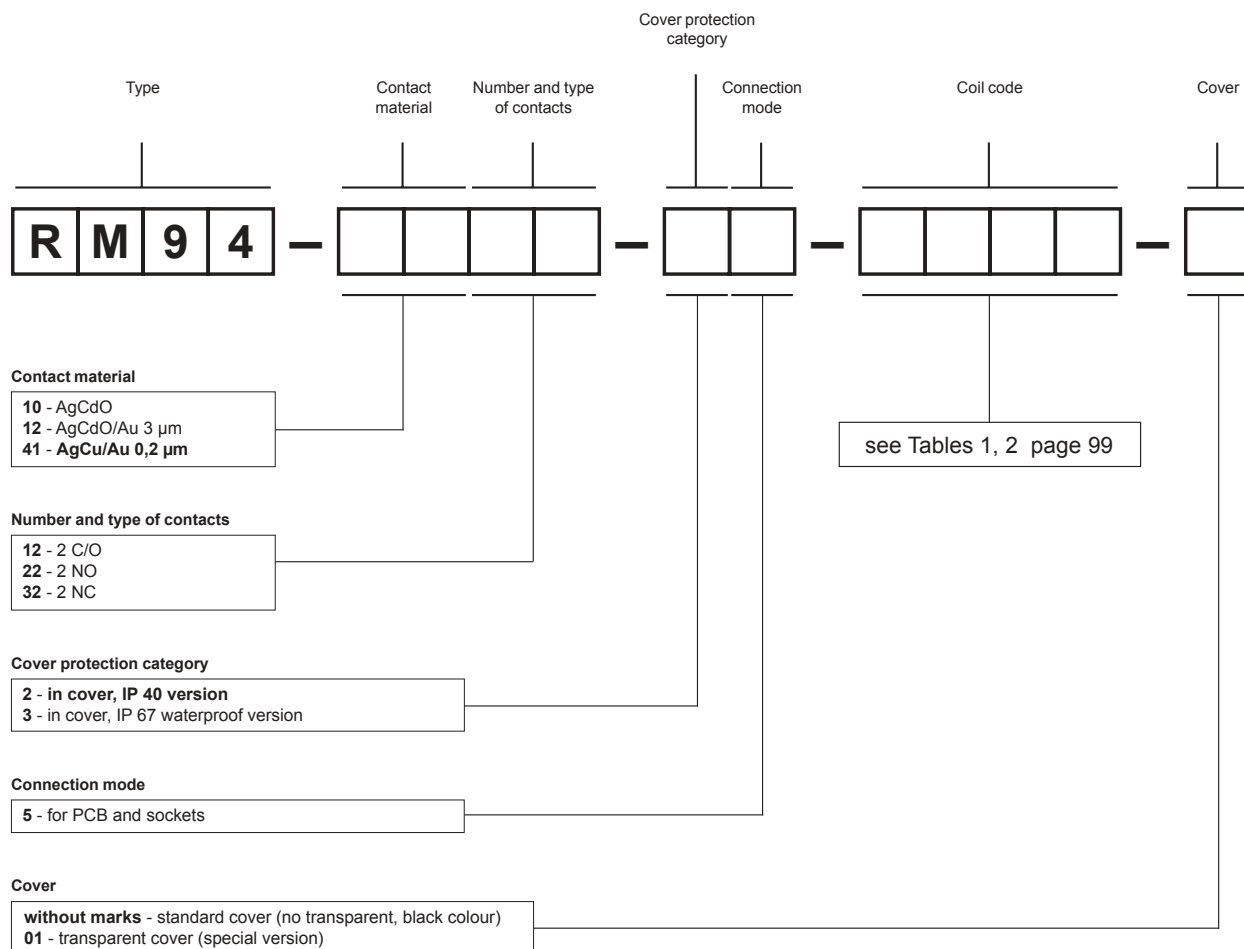 Cover protection
category
Type
Contact
material
Number and type
of contacts
Connection
mode
Coil code
Cover
R M 9 4 – – – –
Contact material
10 - AgCdO
12 - AgCdO/Au 3 µm
41 - AgCu/Au 0,2 µm
see Tables 1, 2 page 99
Number and type of contacts
12 - 2 C/O
22 - 2 NO
32 - 2 NC
Cover protection category
2 - in cover, IP 40 version
3 - in cover, IP 67 waterproof version
Connection mode
5 - for PCB and sockets
Cover
without marks - standard cover (no transparent, black colour)
01 - transparent cover (special version)